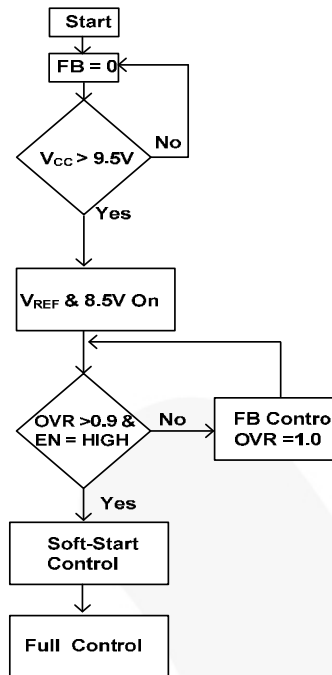 Start
FB = 0
No
VCC > 9.5V
Yes
VREF & 8.5V On
OVR >0.9 &
EN = HIGH
No
FB Contro
OVR =1.0
Yes
Soft-Start
Control
Full Control